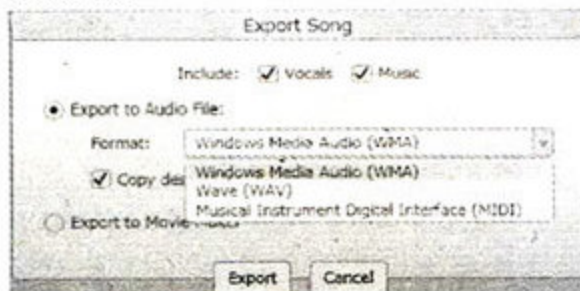 Export Song
Include: Vocals Music
Export to Audio File:
Format: Windows Media Audio (WMA)
Windows Media Audio (WMA)
Copy
Wave (WAV)
Musical Instrument Digital Interface (MIDI)
Export to Movie Maker
Export Cancel